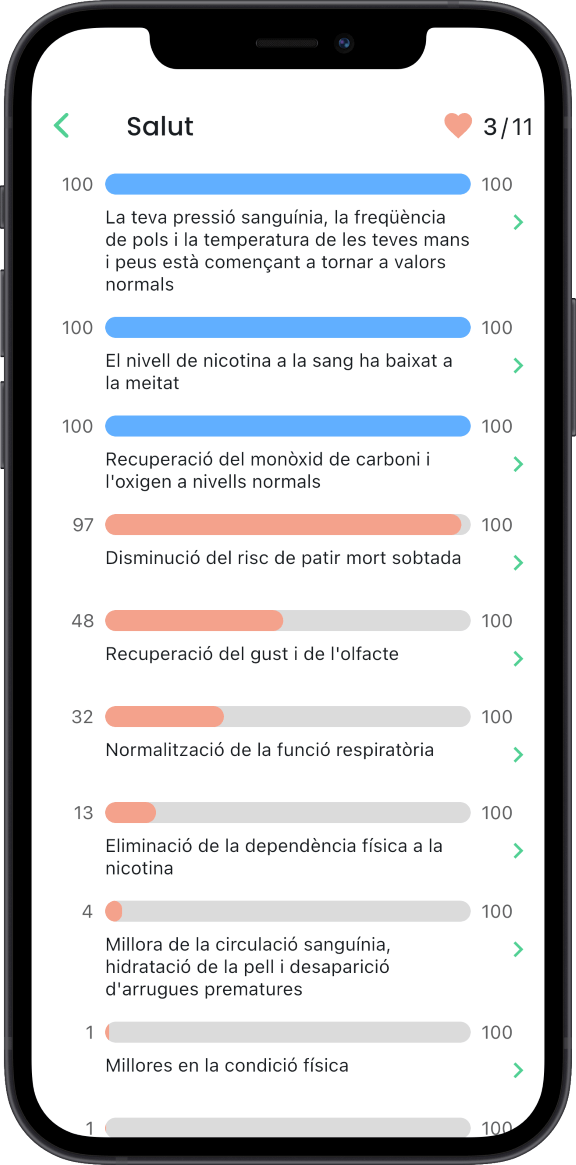 Salut 3/11
100 100
La teva pressió sanguínia, la freqüència
de pols i la temperatura de les teves mans
i peus està començant a tornar a valors
normals
100 100
El nivell de nicotina a la sang ha baixat a
la meitat
100 100
Recuperació del monòxid de carboni i
l'oxigen a nivells normals
97 100
Disminució del risc de patir mort sobtada
48 100
Recuperació del gust i de l'olfacte
32 100
Normalització de la funció respiratòria
13 100
Eliminació de la dependència física a la
nicotina
4 100
Millora de la circulació sanguínia,
hidratació de la pell i desaparició
d'arrugues prematures
1 100
Millores en la condició física
1 100